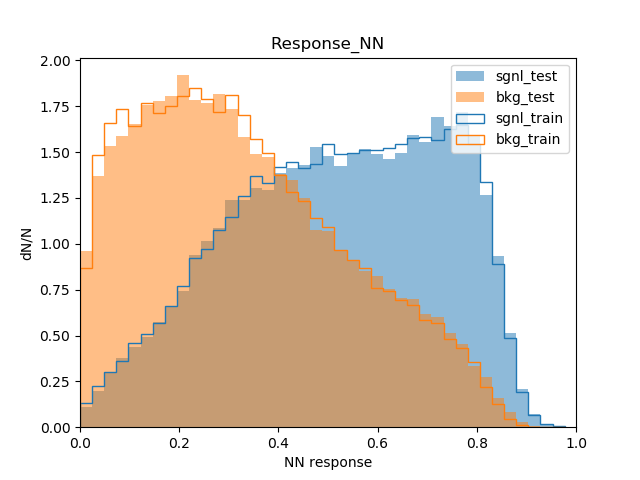 Response_NN
sgnl_test
bkg_test
sgnl_train
bkg_train
2.00
1.75
1.50
1.25
1.00
0.75
0.50
0.25
0.00
dN/N
0.0 0.2 0.4 0.6 0.8 1.0
NN response